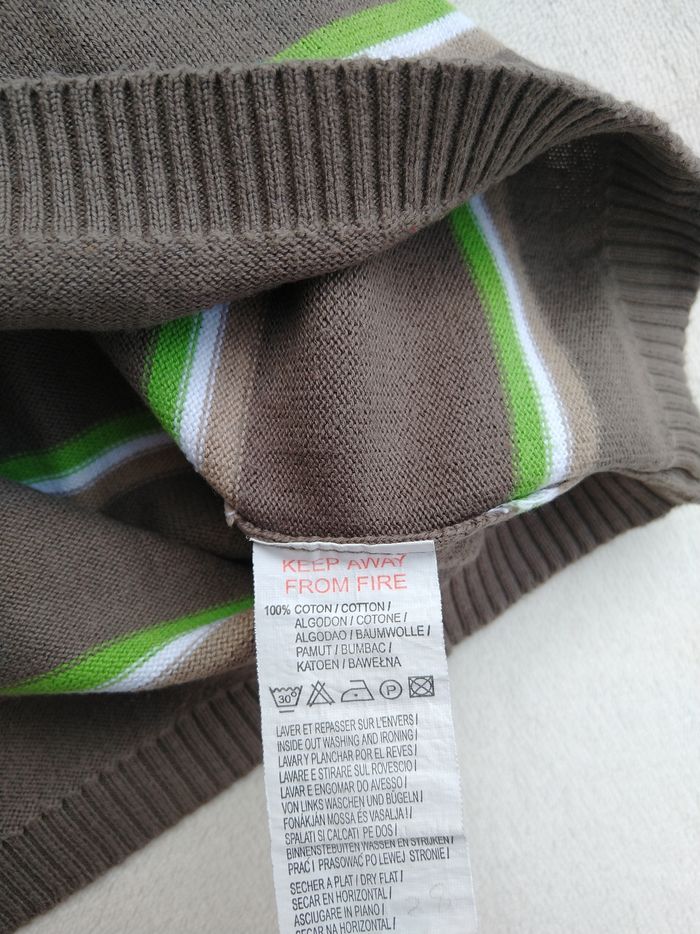 KEEP AWAY
FROM FIRE
100% COTON / COTTON /
ALGODON / COTONE /
ALGODAO / BAUMWOLLE /
PAMUT / BUMBAC /
KATOEN / BAWEŁNA
30° P
LAVER ET REPASSER SUR L'ENVERS /
INSIDE OUT WASHING AND IRONING /
LAVAR Y PLANCHAR POR EL REVES /
LAVARE E STIRARE SUL ROVESCIO /
LAVAR E ENGOMAR DO AVESSO /
VON LINKS WASCHEN UND BÜGELN /
FONÁKJÁN MOSSA ÉS VASALJA /
SPALATI SI CALCATI PE DOS /
BINNENSTEBUITEN WASSEN EN STRIJKEN /
PRAĆ I PRASOWAĆ PO LEWEJ STRONIE /
SECHER A PLAT / DRY FLAT /
SECAR EN HORIZONTAL /
ASCIUGARE IN PIANO /
SECAR NA HORIZONTAL /
28